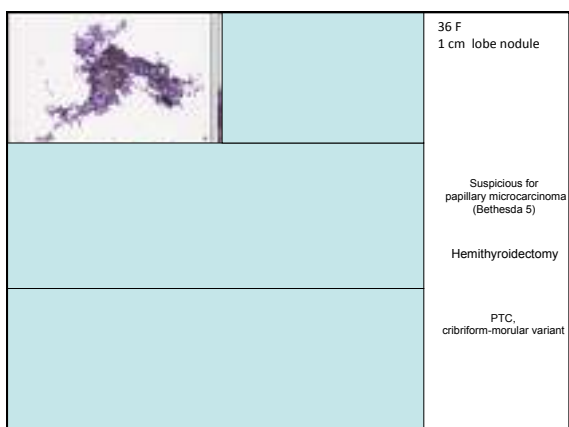 36 F
1 cm lobe nodule
Suspicious for
papillary microcarcinoma
(Bethesda 5)
Hemithyroidectomy
PTC,
cribriform-morular variant